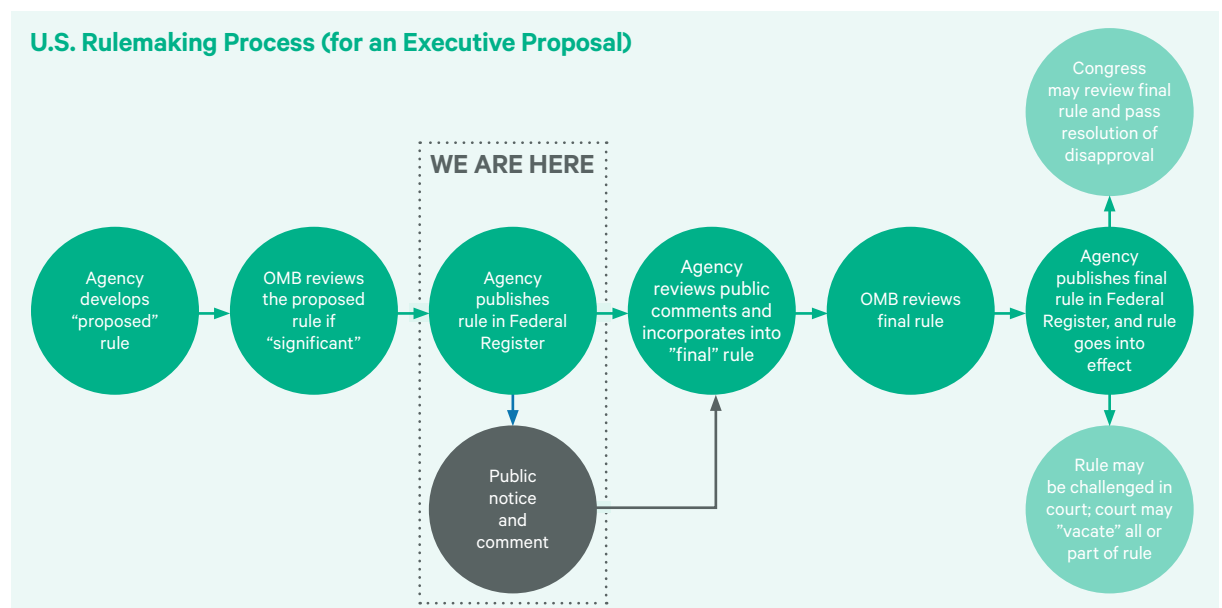 U.S. Rulemaking Process (for an Executive Proposal)
WE ARE HERE
Agency
develops
“proposed”
rule
OMB reviews
the proposed
rule if
“significant”
Agency
publishes
rule in Federal
Register
Public
notice
and
comment
Agency
reviews public
comments and
incorporates into
”final” rule
OMB reviews
final rule
Agency
publishes final
rule in Federal
Register, and rule
goes into
effect
Congress
may review final
rule and pass
resolution of
disapproval
Rule may
be challenged in
court; court may
”vacate” all or
part of rule